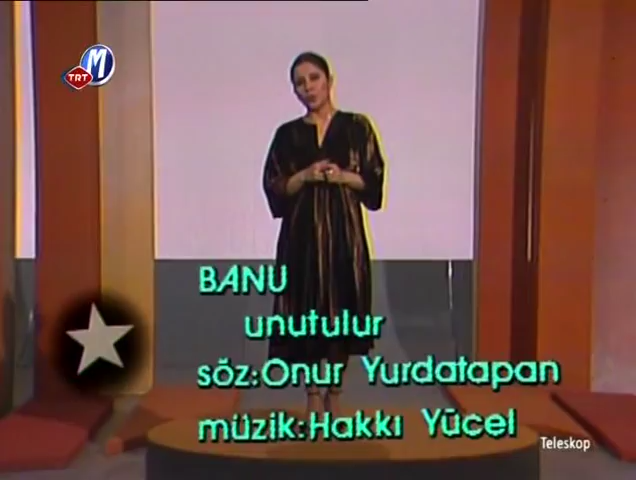 M
TRT
BANU
unutulur
söz:Onur Yurdatapan
müzik:Hakkı Yücel
Teleskop